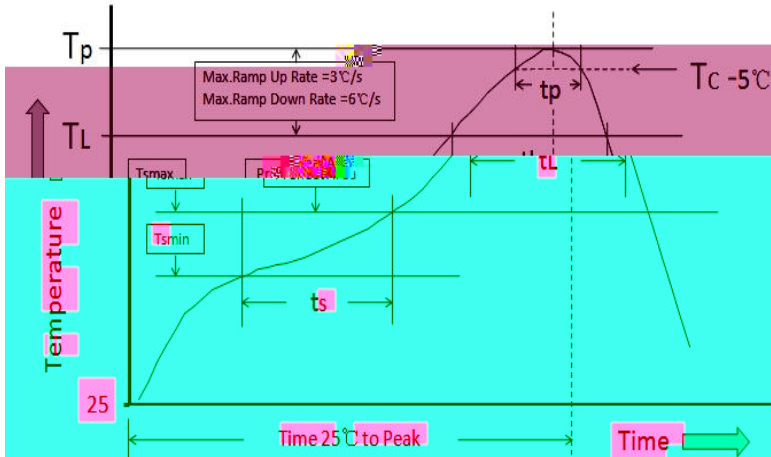 Tp
Max.Ramp Up Rate =3℃/s
Max.Ramp Down Rate =6℃/s
tp
TC -5℃
TL
tL
Tsmax
Tsmin
ts
Temperature
25
Time 25℃ to Peak
Time